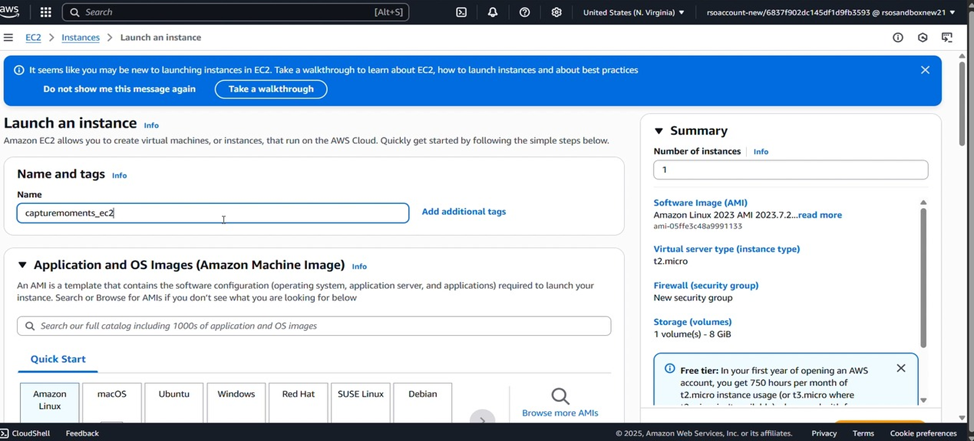 aws
Search
[Alt+S]
United States (N. Virginia)
rsoaccount-new/6837f902dc145df1d9fb3593 @ rsosandboxnew21
EC2 > Instances > Launch an instance
It seems like you may be new to launching instances in EC2. Take a walkthrough to learn about EC2, how to launch instances and about best practices
Do not show me this message again
Take a walkthrough
Launch an instance Info
Amazon EC2 allows you to create virtual machines, or instances, that run on the AWS Cloud. Quickly get started by following the simple steps below.
Name and tags Info
Name
capturemoments_ec2
Add additional tags
Application and OS Images (Amazon Machine Image) Info
An AMI is a template that contains the software configuration (operating system, application server, and applications) required to launch your
instance. Search or Browse for AMIs if you don't see what you are looking for below
Search our full catalog including 1000s of application and OS images
Quick Start
Amazon
Linux
macOS
Ubuntu
Windows
Red Hat
SUSE Linux
Debian
Browse more AMIs
Summary
Number of instances Info
1
Software Image (AMI)
Amazon Linux 2023 AMI 2023.7.2...read more
ami-05ffe3c48a9991133
Virtual server type (instance type)
t2.micro
Firewall (security group)
New security group
Storage (volumes)
1 volume(s) - 8 GiB
Free tier: In your first year of opening an AWS
account, you get 750 hours per month of
t2.micro instance usage (or t3.micro where
CloudShell
Feedback
© 2025, Amazon Web Services, Inc. or its affiliates.
Privacy
Terms
Cookie preferences